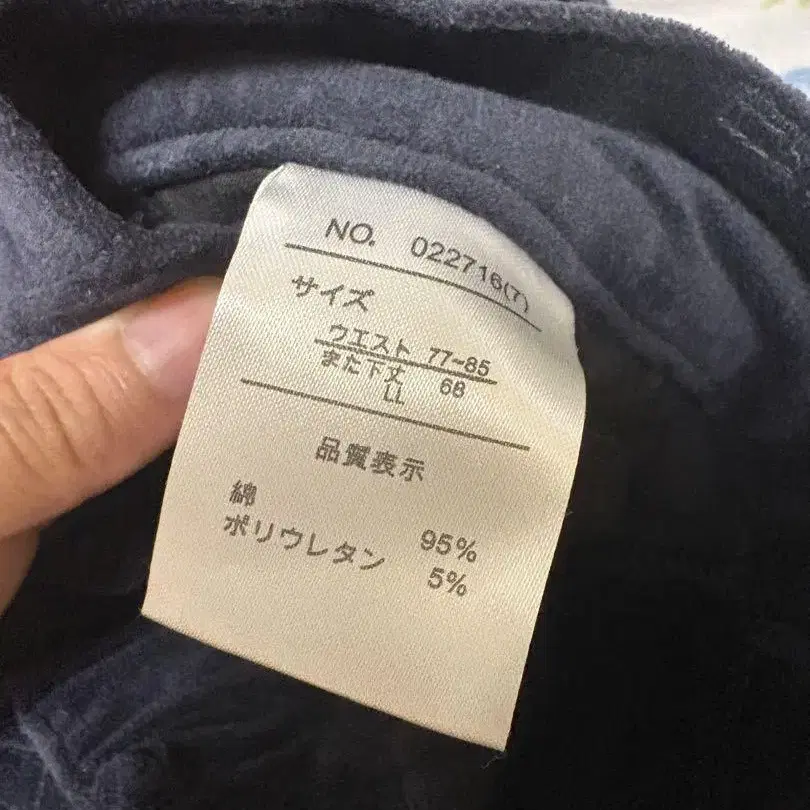 NO. 022716(7)
サイズ
ウエスト 77~85
また下丈 68
LL
品質表示
綿 95%
ポリウレタン 5%